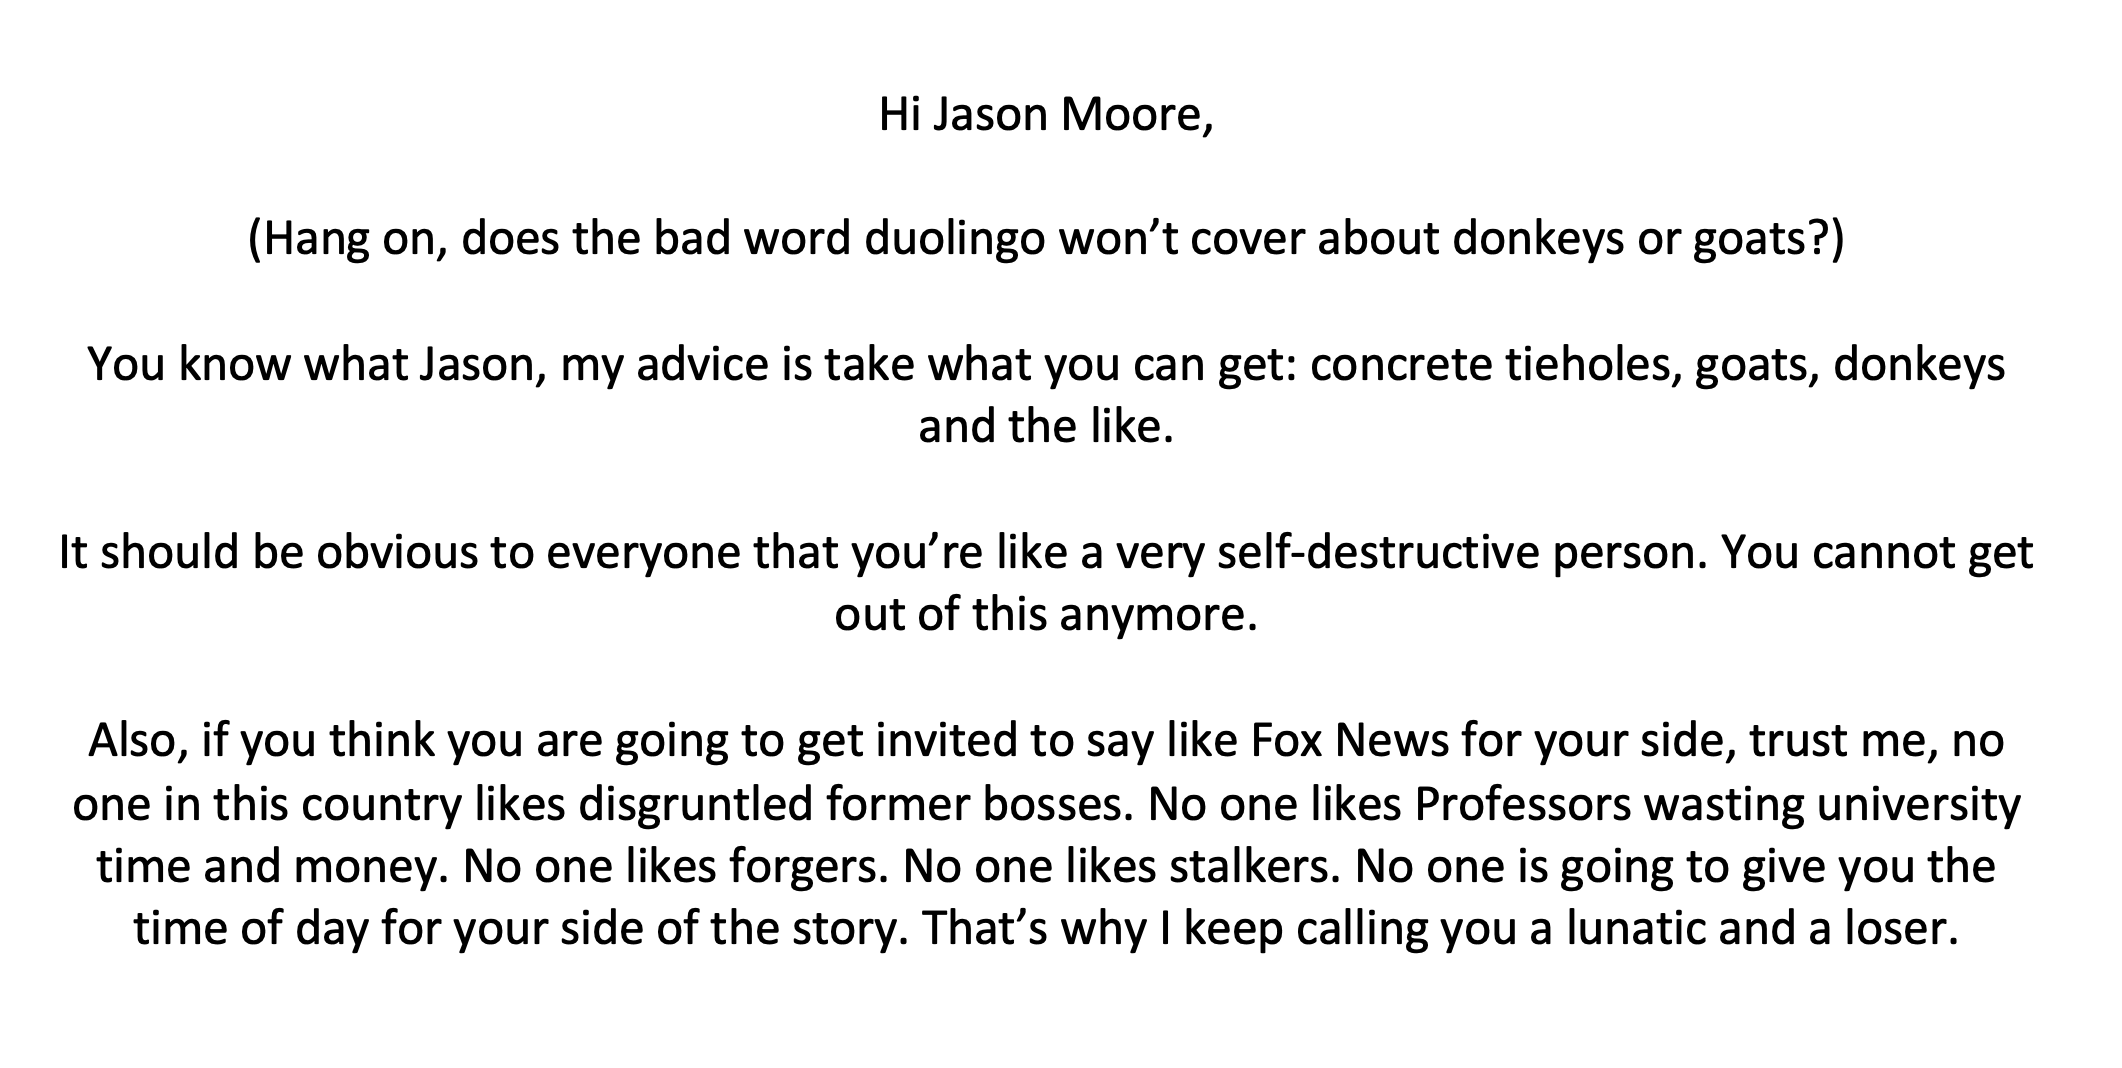 Hi Jason Moore,
(Hang on, does the bad word duolingo won’t cover about donkeys or goats?)
You know what Jason, my advice is take what you can get: concrete tieholes, goats, donkeys
and the like.
It should be obvious to everyone that you’re like a very self-destructive person. You cannot get
out of this anymore.
Also, if you think you are going to get invited to say like Fox News for your side, trust me, no
one in this country likes disgruntled former bosses. No one likes Professors wasting university
time and money. No one likes forgers. No one likes stalkers. No one is going to give you the
time of day for your side of the story. That’s why I keep calling you a lunatic and a loser.